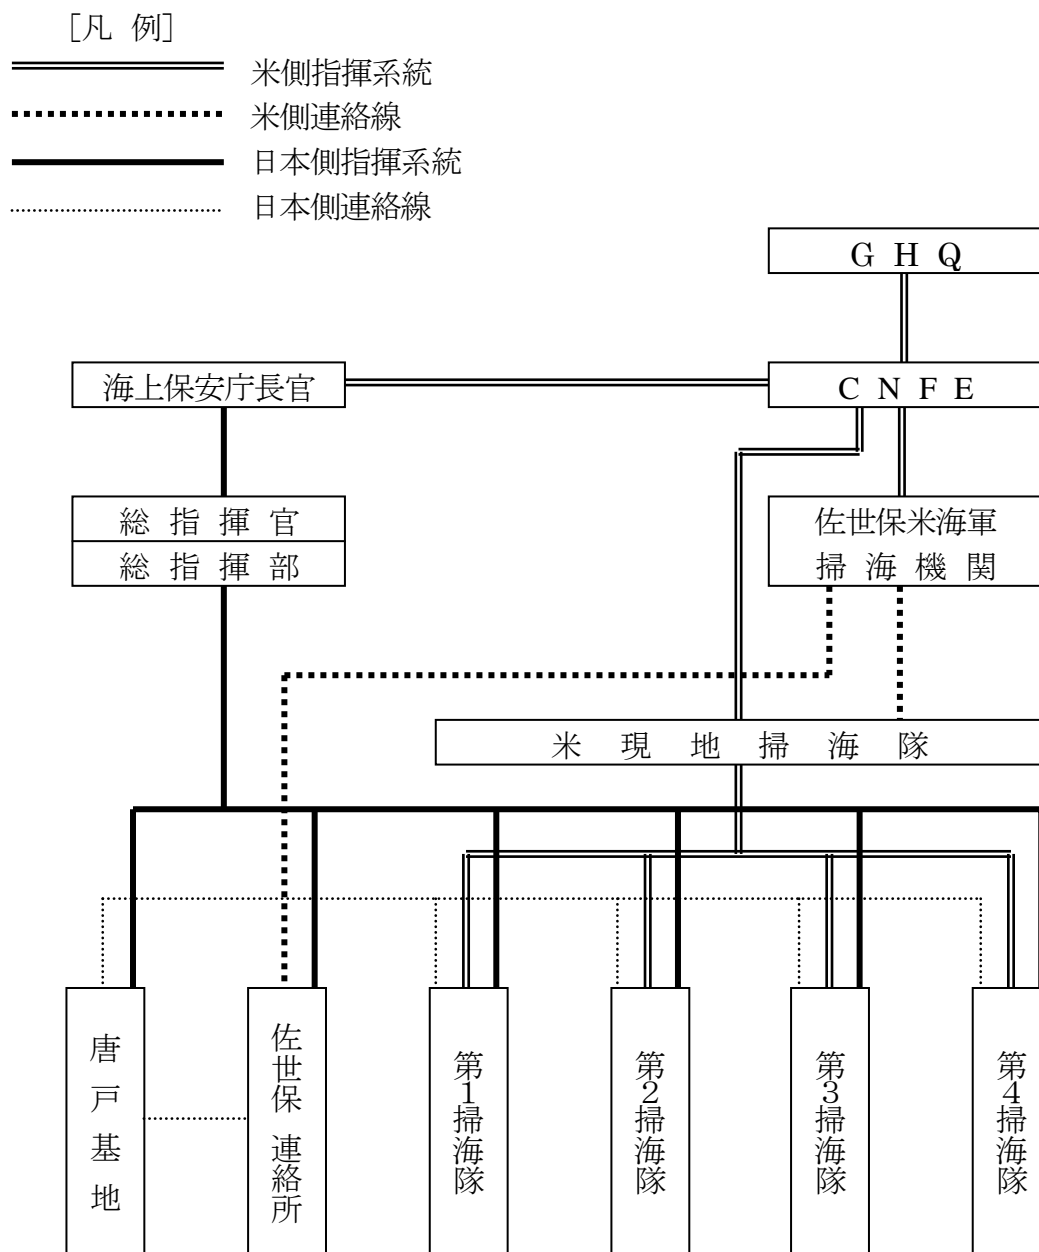 [凡 例]
米側指揮系統
米側連絡線
日本側指揮系統
日本側連絡線
G H Q
海上保安庁長官
C N F E
総 指 揮 官
総 指 揮 部
佐世保米海軍
掃 海 機 関
米 現 地 掃 海 隊
唐戸基地
佐世保 連絡所
第1掃海隊
第2掃海隊
第3掃海隊
第4掃海隊